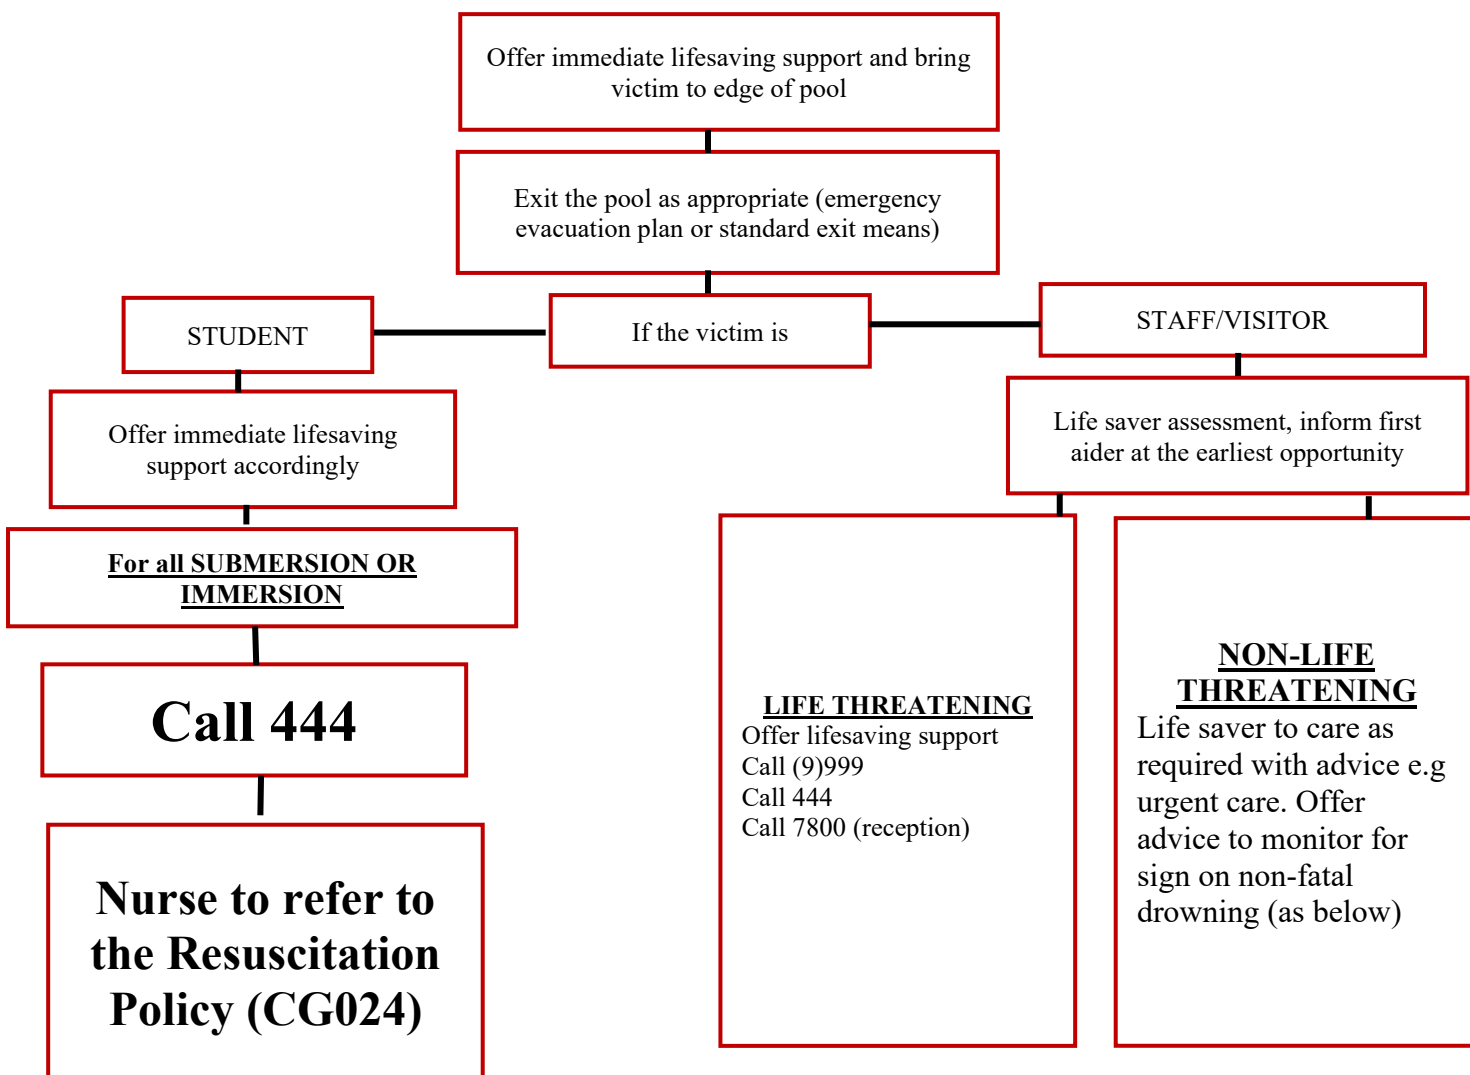 Offer immediate lifesaving support and bring
victim to edge of pool
Exit the pool as appropriate (emergency
evacuation plan or standard exit means)
If the victim is
STUDENT
Offer immediate lifesaving
support accordingly
For all SUBMERSION OR
IMMERSION
Call 444
Nurse to refer to
the Resuscitation
Policy (CG024)
STAFF/VISITOR
Life saver assessment, inform first
aider at the earliest opportunity
LIFE THREATENING
Offer lifesaving support
Call (9)999
Call 444
Call 7800 (reception)
NON-LIFE
THREATENING
Life saver to care as
required with advice e.g
urgent care. Offer
advice to monitor for
sign on non-fatal
drowning (as below)